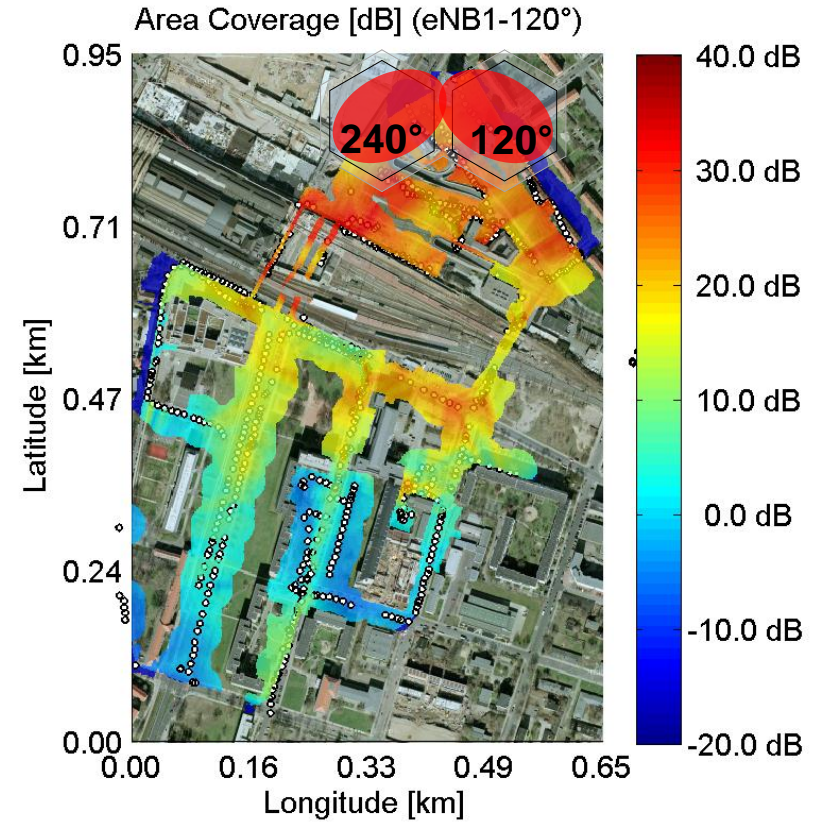 Area Coverage [dB] (eNB1-120°)
0.95
0.71
0.47
0.24
0.00
Latitude [km]
240°
120°
0.00 0.16 0.33 0.49 0.65
Longitude [km]
40.0 dB
30.0 dB
20.0 dB
10.0 dB
0.0 dB
-10.0 dB
-20.0 dB